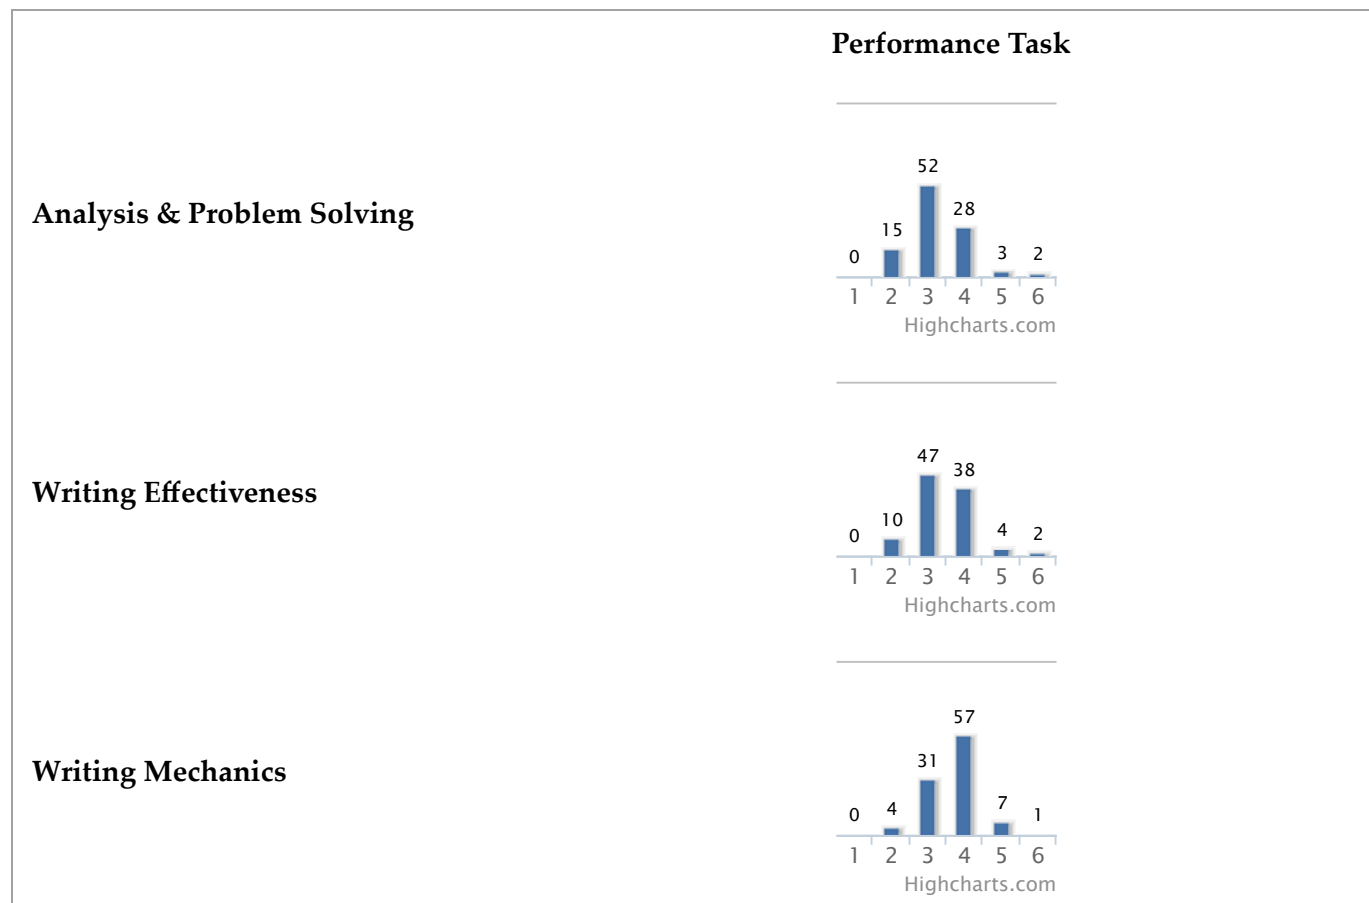 Performance Task
Analysis & Problem Solving
52
28
15
3 2
0
1 2 3 4 5 6
Highcharts.com
Writing Effectiveness
47
38
10
4 2
0
1 2 3 4 5 6
Highcharts.com
Writing Mechanics
57
31
7
4
0 1
1 2 3 4 5 6
Highcharts.com